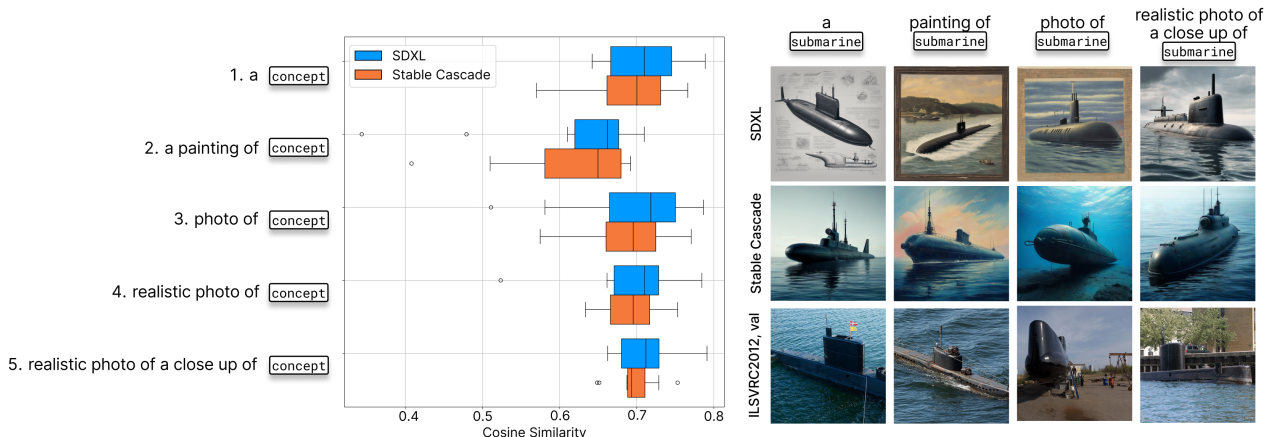 1. a concept
2. a painting of concept
3. photo of concept
4. realistic photo of concept
5. realistic photo of a close up of concept
SDXL
Stable Cascade
0.4 0.5 0.6 0.7 0.8
Cosine Similarity
a
submarine
painting of
submarine
photo of
submarine
realistic photo of
a close up of
submarine
SDXL
Stable Cascade
ILSVRC2012, val